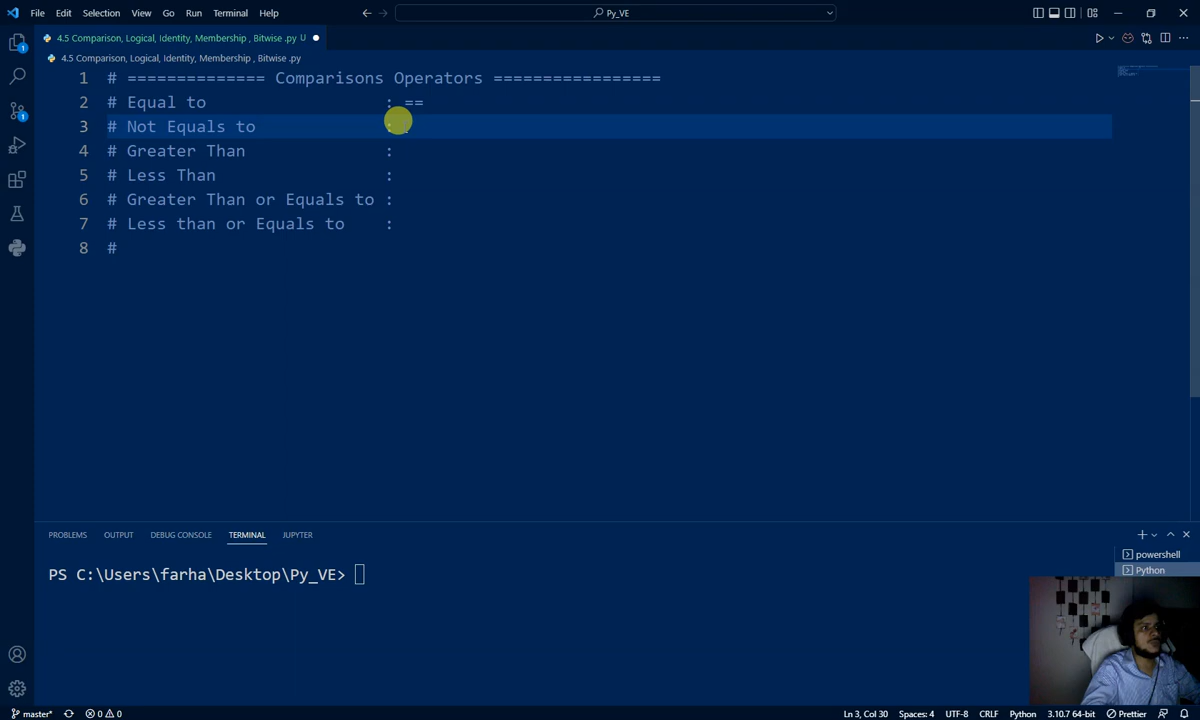 File Edit Selection View Go Run Terminal Help
Py_VE
4.5 Comparison, Logical, Identity, Membership , Bitwise .py U
4.5 Comparison, Logical, Identity, Membership , Bitwise .py
1 # ============== Comparisons Operators =================
2 # Equal to : ==
3 # Not Equals to :
4 # Greater Than :
5 # Less Than :
6 # Greater Than or Equals to :
7 # Less than or Equals to :
8 #
1
1
PROBLEMS OUTPUT DEBUG CONSOLE TERMINAL JUPYTER
powershell
Python
PS C:\Users\farha\Desktop\Py_VE>
master* 0 0 Ln 3, Col 30 Spaces: 4 UTF-8 CRLF Python 3.10.7 64-bit Prettier